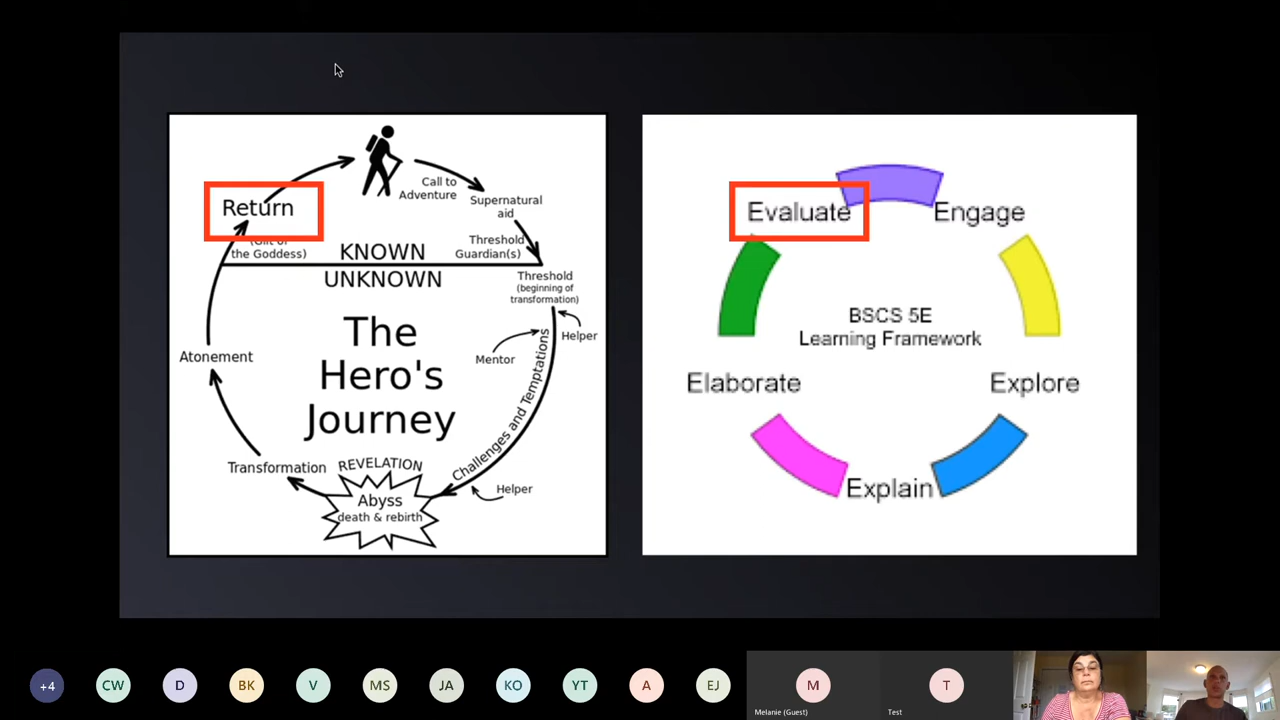 Call to
Adventure
Supernatural
aid
Return
(Gift of
the Goddess)
KNOWN
Threshold
Guardian(s)
UNKNOWN
Threshold
(beginning of
transformation)
Helper
Mentor
The
Hero's
Journey
Challenges and Temptations
Atonement
Transformation
REVELATION
Abyss
death & rebirth
Helper
Evaluate
Engage
BSCS 5E
Learning Framework
Elaborate
Explore
Explain
+4
CW
D
BK
V
MS
JA
KO
YT
A
EJ
M
T
Melanie (Guest)
Test